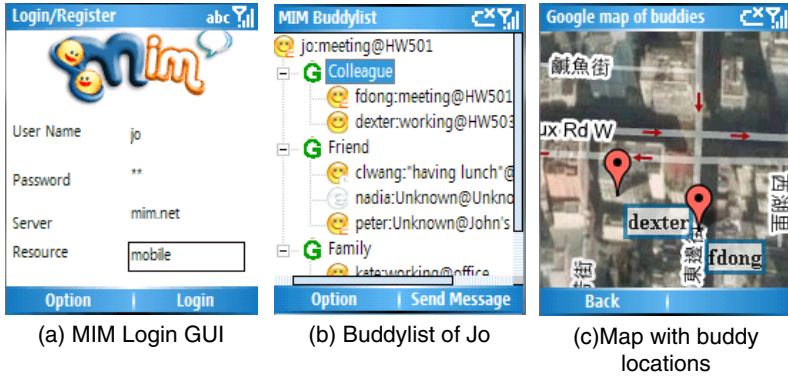 Login/Register abc
mim
User Name jo
Password **
Server mim.net
Resource mobile
Option Login
(a) MIM Login GUI
MIM Buddylist
jo:meeting@HW501
G Colleague
fdong:meeting@HW501
dexter:working@HW503
G Friend
clwang:"having lunch"@
nadia:Unknown@Unkno
peter:Unknown@John's
G Family
kate:working@office
Option Send Message
(b) Buddylist of Jo
Google map of buddies
鹹魚街
ux Rd W
dexter
fdong
東邊街
Back
(c)Map with buddy
locations